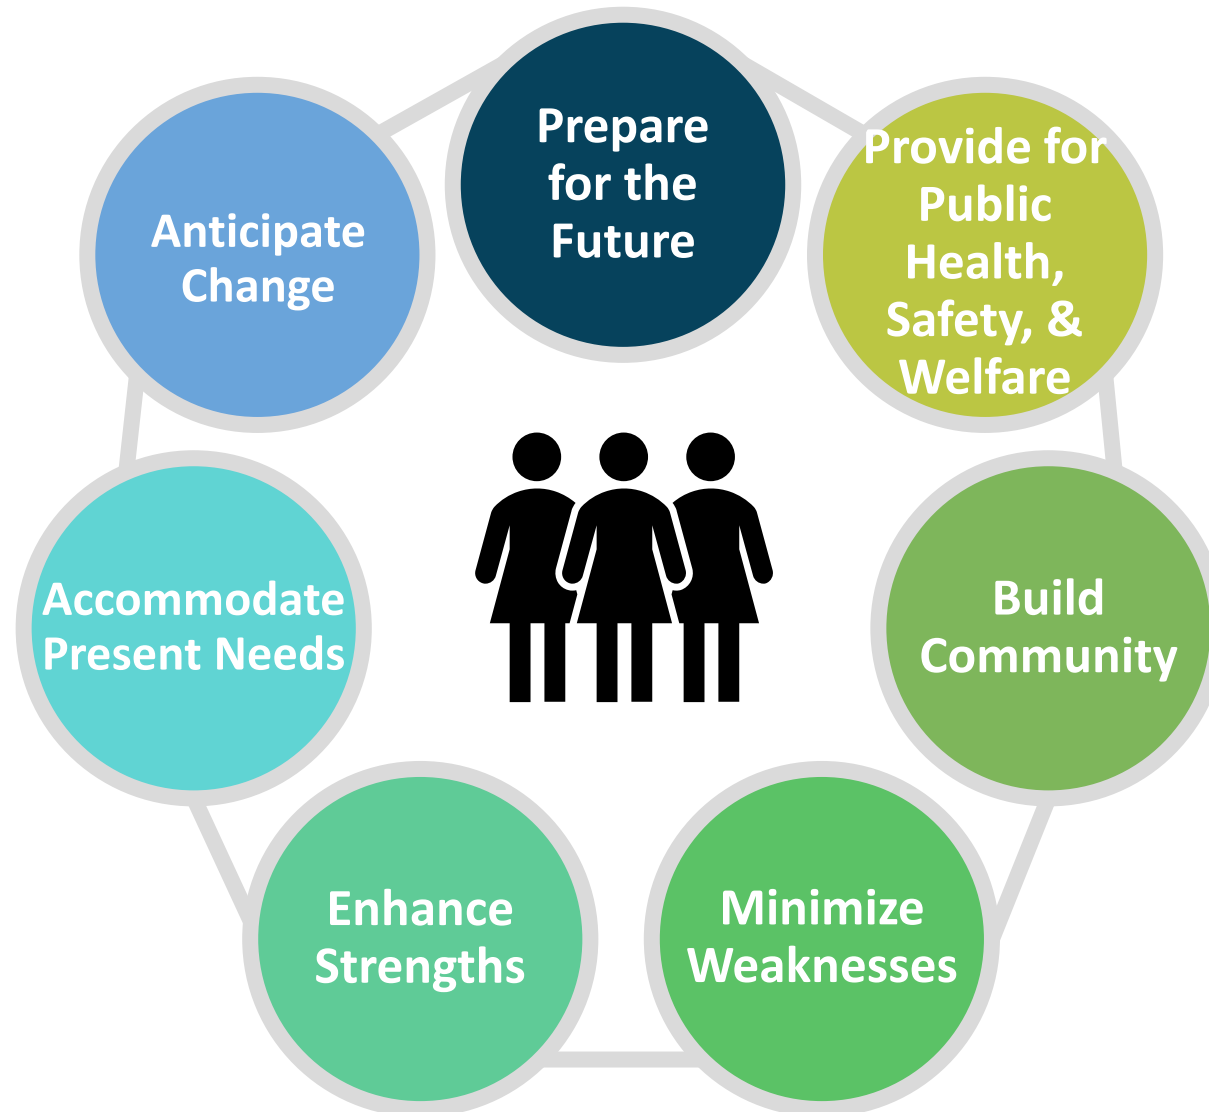 Prepare
for the
Future
Provide for
Public
Health,
Safety, &
Welfare
Build
Community
Minimize
Weaknesses
Enhance
Strengths
Accommodate
Present Needs
Anticipate
Change